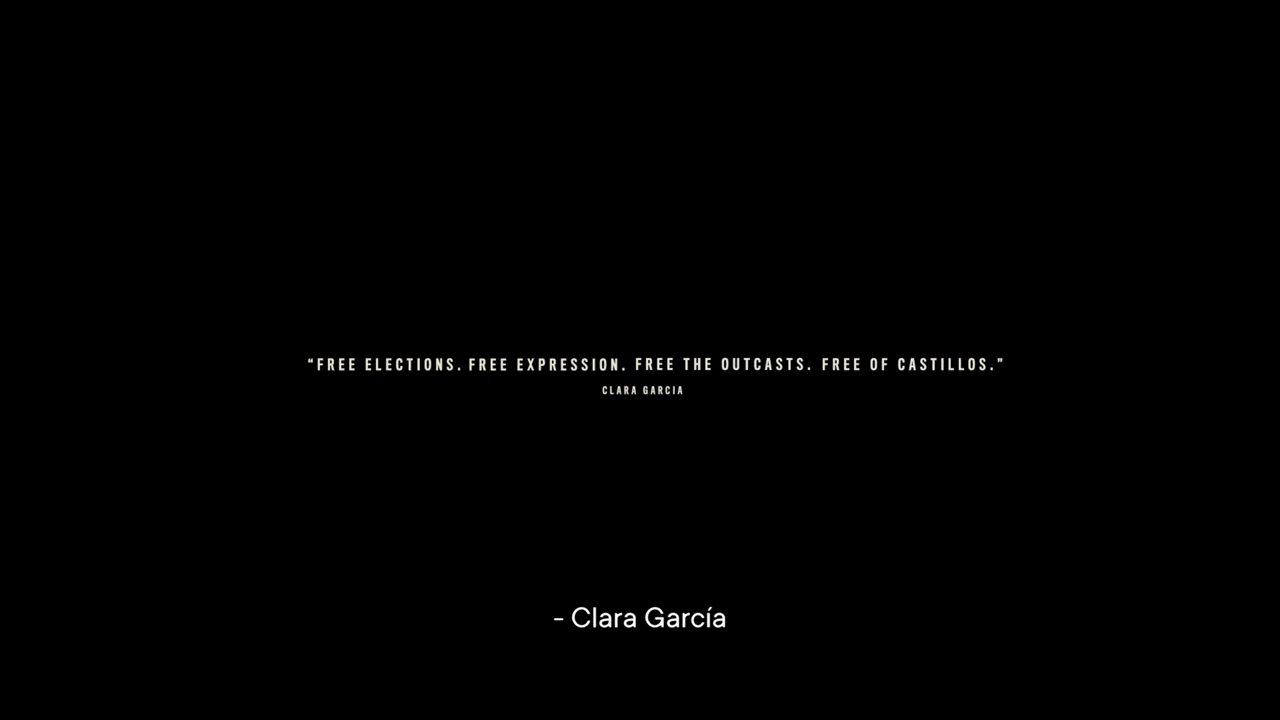 “FREE ELECTIONS. FREE EXPRESSION. FREE THE OUTCASTS. FREE OF CASTILLOS.”
CLARA GARCIA
- Clara García